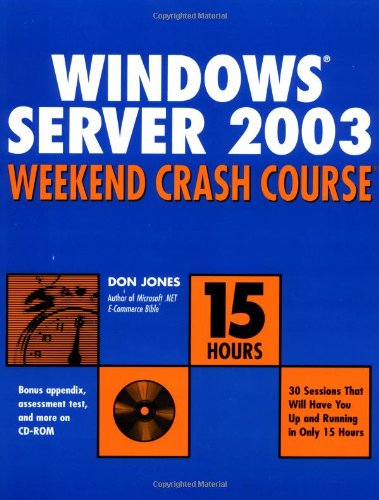 Copyrighted Material
WINDOWS®
SERVER 2003
WEEKEND CRASH COURSE
DON JONES
Author of Microsoft .NET
E-Commerce Bible
15
HOURS
Bonus appendix,
assessment test,
and more on
CD-ROM
30 Sessions That
Will Have You
Up and Running
in Only 15 Hours
Copyrighted Material